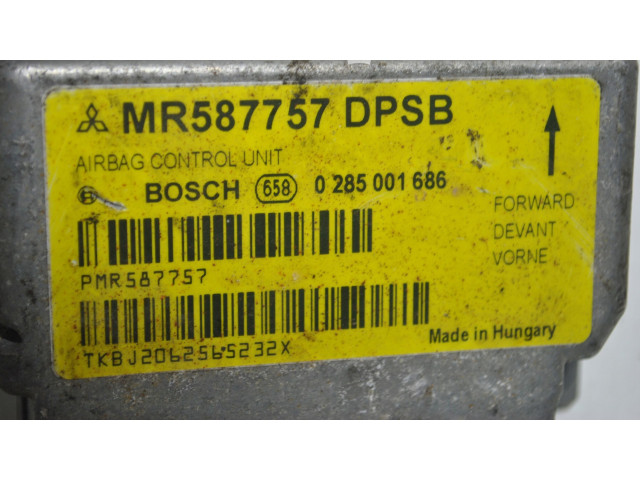 MR587757 DPSB
AIRBAG CONTROL UNIT
BOSCH 658 0 285 001 686
FORWARD
DEVANT
VORNE
PMR587757
TKBJ2062565232X
Made in Hungary